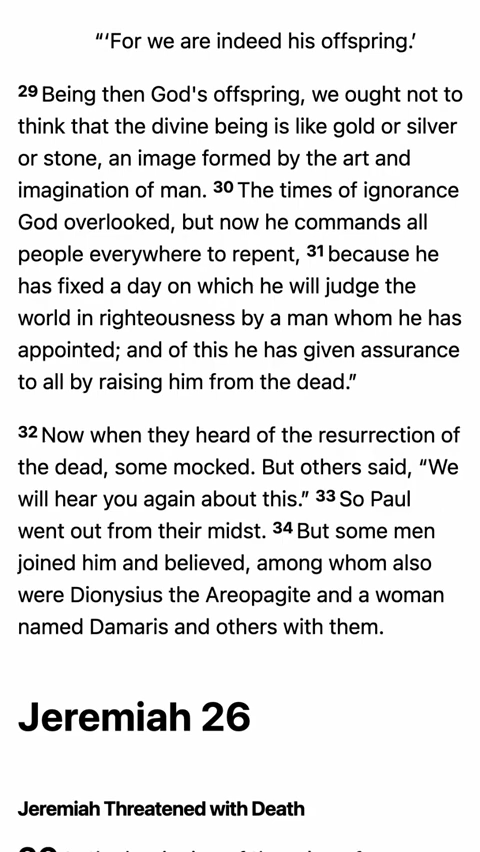 “‘For we are indeed his offspring.’
29 Being then God's offspring, we ought not to
think that the divine being is like gold or silver
or stone, an image formed by the art and
imagination of man. 30 The times of ignorance
God overlooked, but now he commands all
people everywhere to repent, 31 because he
has fixed a day on which he will judge the
world in righteousness by a man whom he has
appointed; and of this he has given assurance
to all by raising him from the dead.”
32 Now when they heard of the resurrection of
the dead, some mocked. But others said, “We
will hear you again about this.” 33 So Paul
went out from their midst. 34 But some men
joined him and believed, among whom also
were Dionysius the Areopagite and a woman
named Damaris and others with them.
Jeremiah 26
Jeremiah Threatened with Death